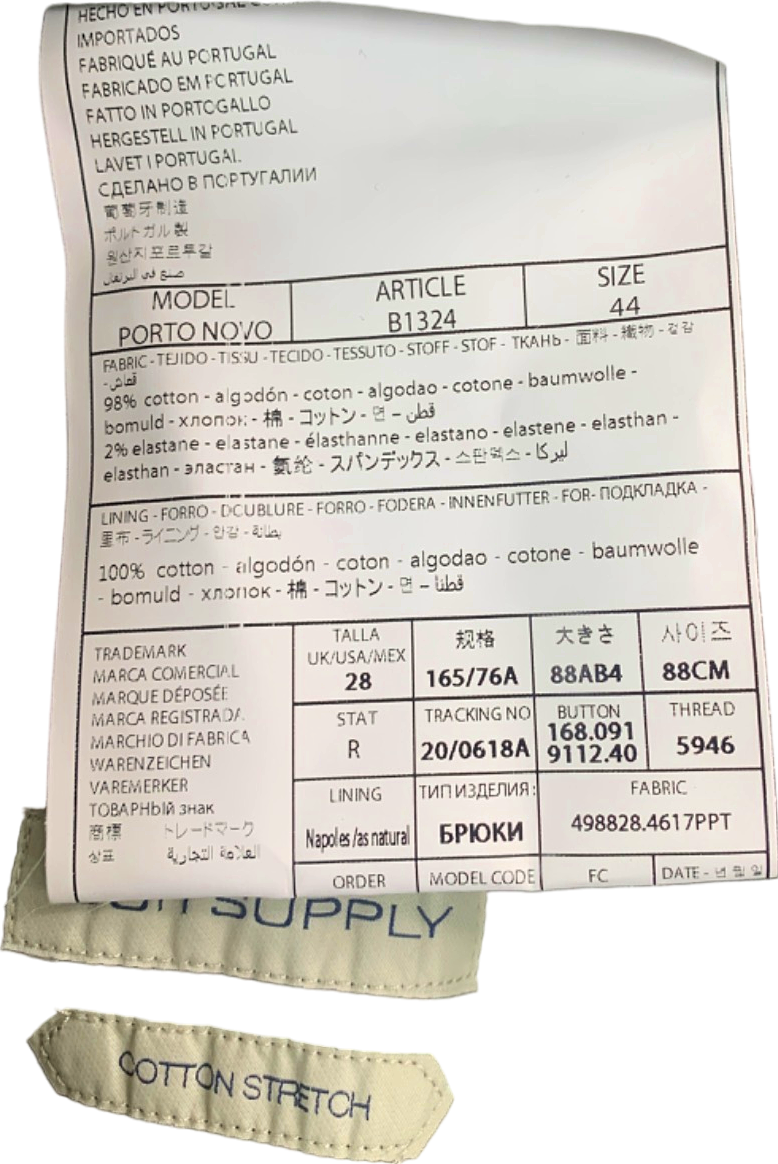 HECHO EN PORTUGAL CON
IMPORTADOS
FABRIQUÉ AU PORTUGAL
FABRICADO EM PORTUGAL
FATTO IN PORTOGALLO
HERGESTELL IN PORTUGAL
LAVET I PORTUGAL
СДЕЛАНО В ПОРТУГАЛИИ
葡萄牙制造
ポルトガル製
원산지포르투갈
صنع في البرتغال
MODEL ARTICLE SIZE
PORTO NOVO B1324 44
FABRIC - TEJIDO - TISSU - TECIDO - TESSUTO - STOFF - STOF - ТКАНЬ - 面料 - 織物 - 겉감
- قماش
98% cotton - algodón - coton - algodao - cotone - baumwolle -
bomuld - хлопок - 棉 - コットン - 면 – قطن
2% elastane - elastane - élasthanne - elastano - elastene - elasthan -
elasthan - эластан - 氨纶 - スパンデックス - 스판덱스 - ليركا
LINING - FORRO - DOUBLURE - FORRO - FODERA - INNENFUTTER - FOR- ПОДКЛАДКА -
里布 - ライニング - 안감 - بطانة
100% cotton - algodón - coton - algodao - cotone - baumwolle
- bomuld - хлопок - 棉 - コットン - 면 – قطنا
TRADEMARK
MARCA COMERCIAL
MARQUE DÉPOSÉE
MARCA REGISTRADA
MARCHIO DI FABRICA
WARENZEICHEN
VAREMERKER
ТОВАРНЫЙ знак
商標 トレードマーク
상표 العلامة التجارية
TALLA 规格 大きさ 사이즈
UK/USA/MEX
28 165/76A 88AB4 88CM
STAT TRACKING NO BUTTON THREAD
R 20/0618A 168.091 5946
9112.40
LINING ТИП ИЗДЕЛИЯ: FABRIC
Napoles /as natural БРЮКИ 498828.4617PPT
ORDER MODEL CODE FC DATE - 년 월 일
SUPPLY
COTTON STRETCH